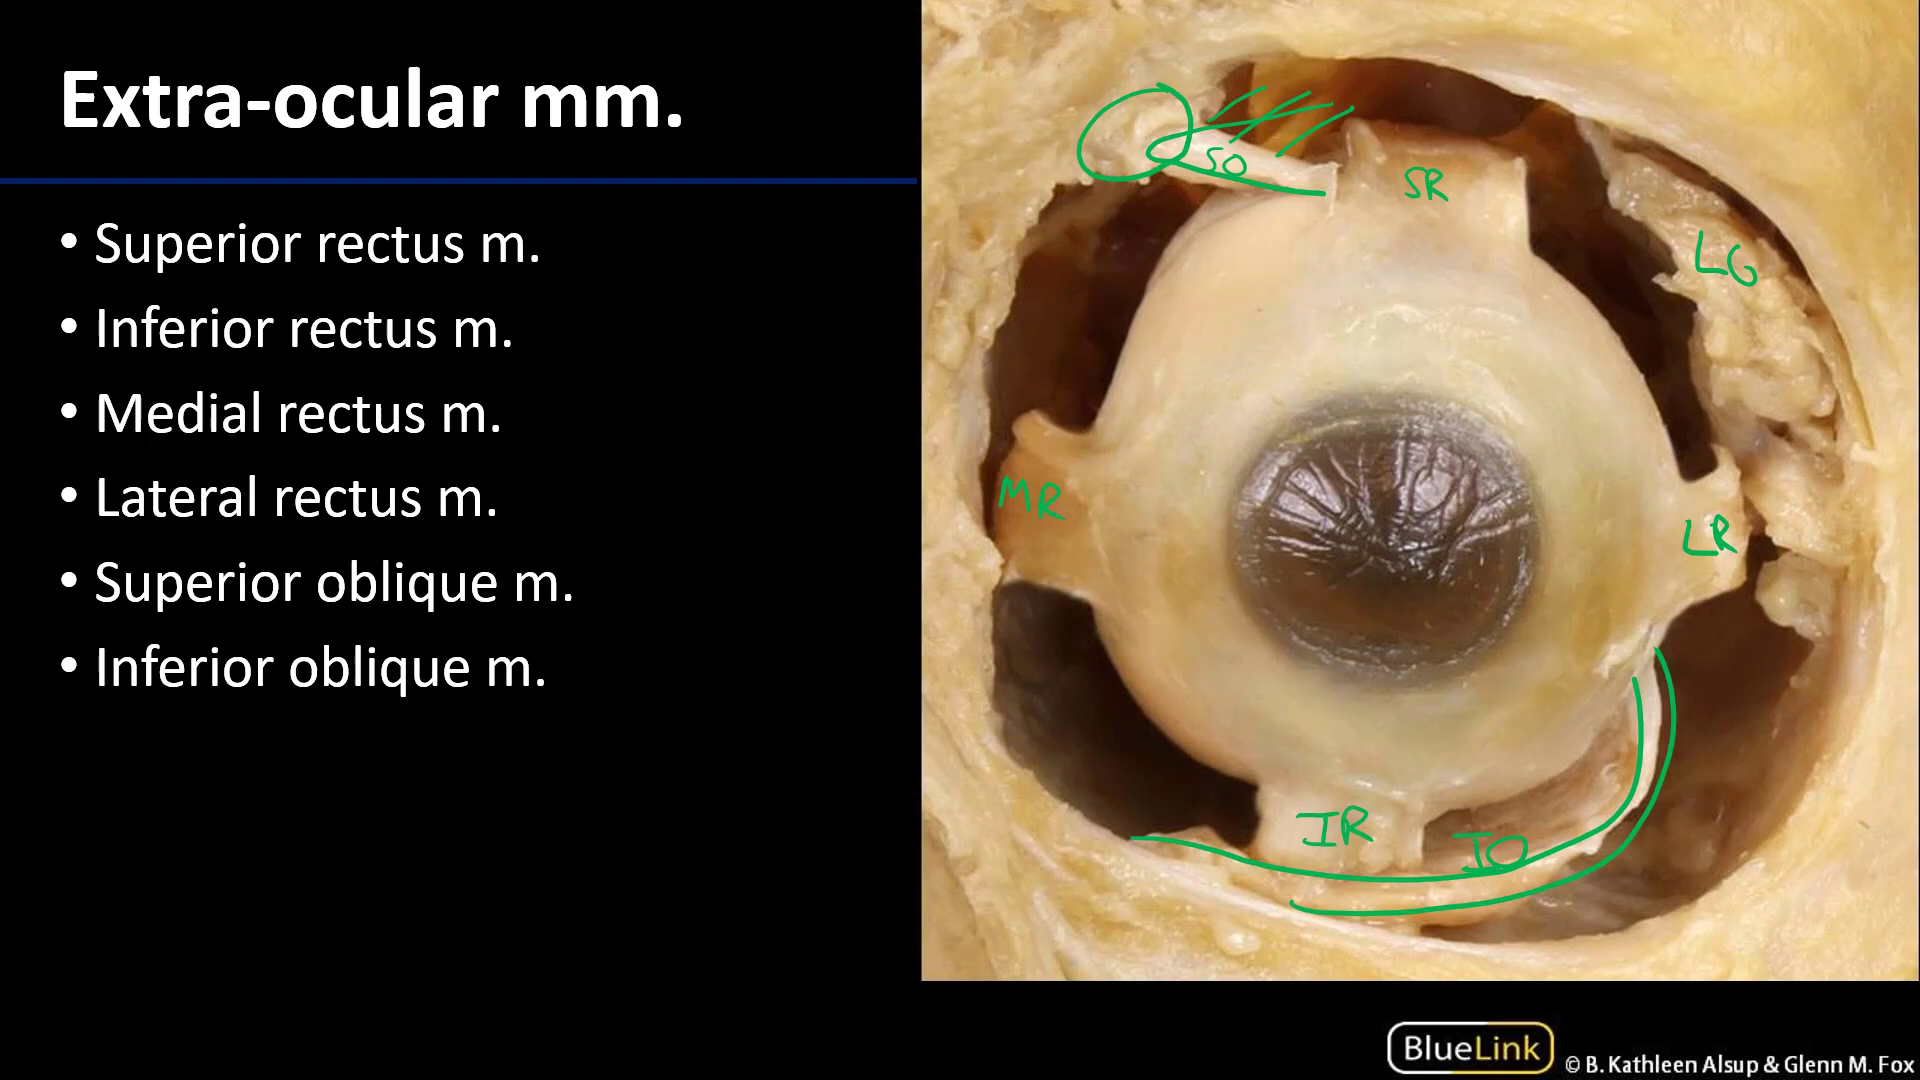 Extra-ocular mm.
• Superior rectus m.
• Inferior rectus m.
• Medial rectus m.
• Lateral rectus m.
• Superior oblique m.
• Inferior oblique m.
SO
SR
LG
MR
LR
IR
IO
BlueLink
© B. Kathleen Alsup & Glenn M. Fox